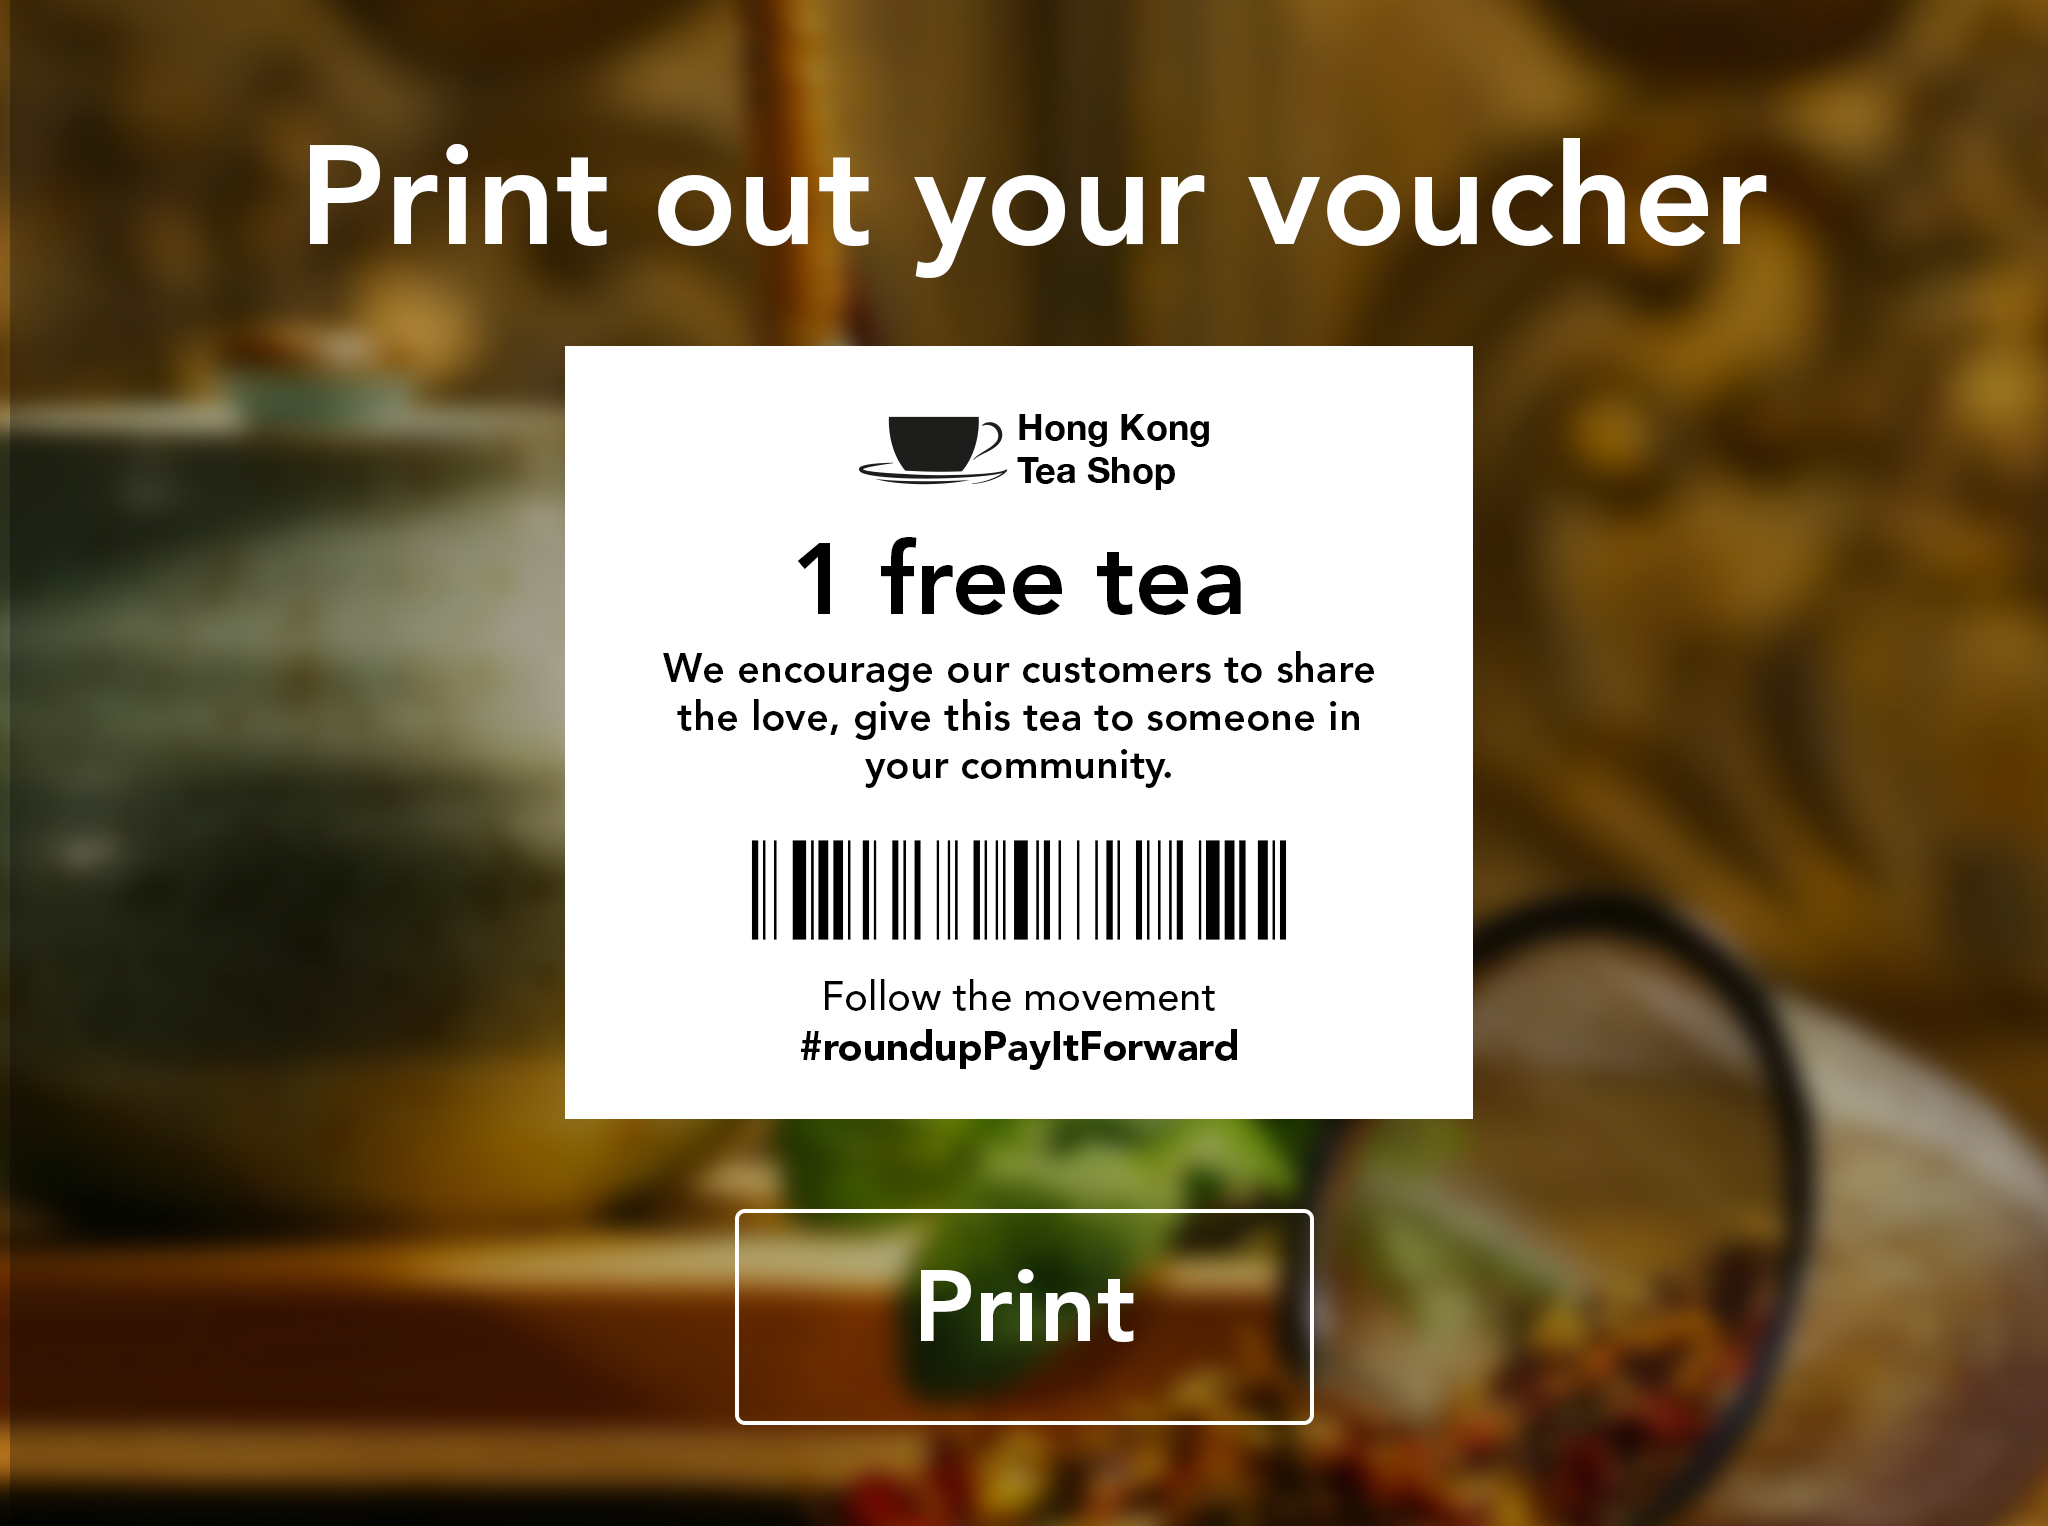 Print out your voucher
Hong Kong
Tea Shop
1 free tea
We encourage our customers to share
the love, give this tea to someone in
your community.
Follow the movement
#roundupPayItForward
Print